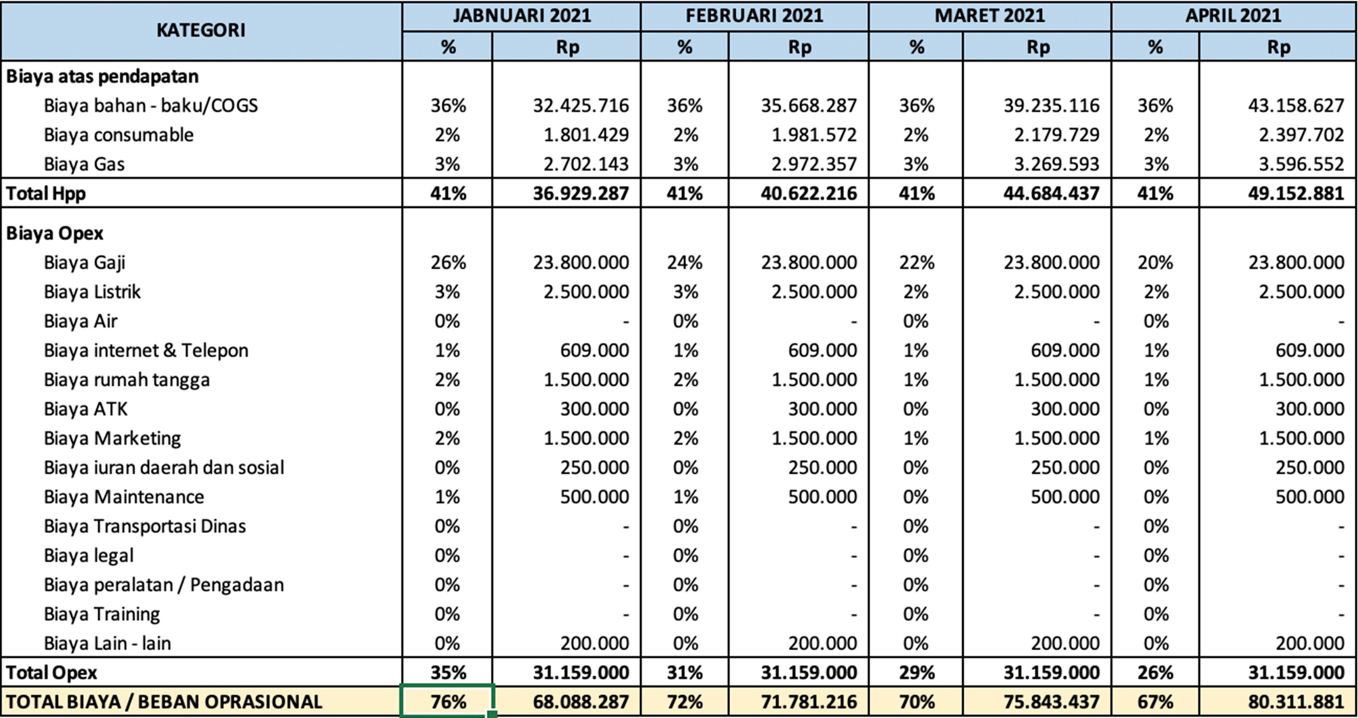 KATEGORI JABNUARI 2021 FEBRUARI 2021 MARET 2021 APRIL 2021
% Rp % Rp % Rp % Rp
Biaya atas pendapatan
Biaya bahan - baku/COGS 36% 32.425.716 36% 35.668.287 36% 39.235.116 36% 43.158.627
Biaya consumable 2% 1.801.429 2% 1.981.572 2% 2.179.729 2% 2.397.702
Biaya Gas 3% 2.702.143 3% 2.972.357 3% 3.269.593 3% 3.596.552
Total Hpp 41% 36.929.287 41% 40.622.216 41% 44.684.437 41% 49.152.881
Biaya Opex
Biaya Gaji 26% 23.800.000 24% 23.800.000 22% 23.800.000 20% 23.800.000
Biaya Listrik 3% 2.500.000 3% 2.500.000 2% 2.500.000 2% 2.500.000
Biaya Air 0% - 0% - 0% - 0% -
Biaya internet & Telepon 1% 609.000 1% 609.000 1% 609.000 1% 609.000
Biaya rumah tangga 2% 1.500.000 2% 1.500.000 1% 1.500.000 1% 1.500.000
Biaya ATK 0% 300.000 0% 300.000 0% 300.000 0% 300.000
Biaya Marketing 2% 1.500.000 2% 1.500.000 1% 1.500.000 1% 1.500.000
Biaya iuran daerah dan sosial 0% 250.000 0% 250.000 0% 250.000 0% 250.000
Biaya Maintenance 1% 500.000 1% 500.000 0% 500.000 0% 500.000
Biaya Transportasi Dinas 0% - 0% - 0% - 0% -
Biaya legal 0% - 0% - 0% - 0% -
Biaya peralatan / Pengadaan 0% - 0% - 0% - 0% -
Biaya Training 0% - 0% - 0% - 0% -
Biaya Lain - lain 0% 200.000 0% 200.000 0% 200.000 0% 200.000
Total Opex 35% 31.159.000 31% 31.159.000 29% 31.159.000 26% 31.159.000
TOTAL BIAYA / BEBAN OPRASIONAL 76% 68.088.287 72% 71.781.216 70% 75.843.437 67% 80.311.881